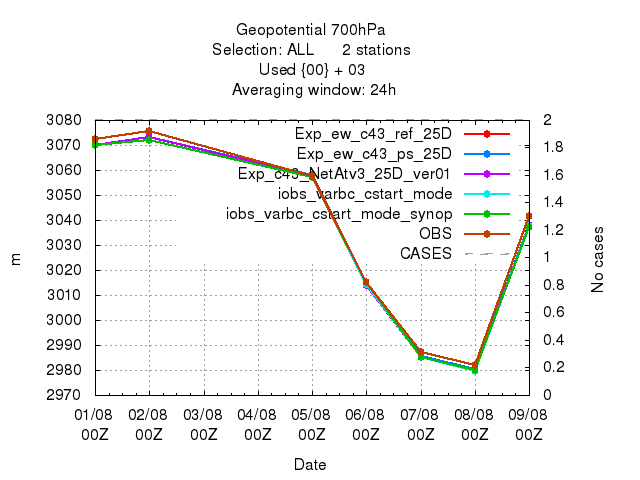 Geopotential 700hPa
Selection: ALL 2 stations
Used {00} + 03
Averaging window: 24h
3080
3070
3060
3050
3040
3030
3020
3010
3000
2990
2980
2970
m
Exp_ew_c43_ref_25D
Exp_ew_c43_ps_25D
Exp_c43_NetAtv3_25D_ver01
iobs_varbc_cstart_mode
iobs_varbc_cstart_mode_synop
OBS
CASES
2
1.8
1.6
1.4
1.2
1
0.8
0.6
0.4
0.2
0
No cases
01/08 02/08 03/08 04/08 05/08 06/08 07/08 08/08 09/08
00Z 00Z 00Z 00Z 00Z 00Z 00Z 00Z 00Z
Date